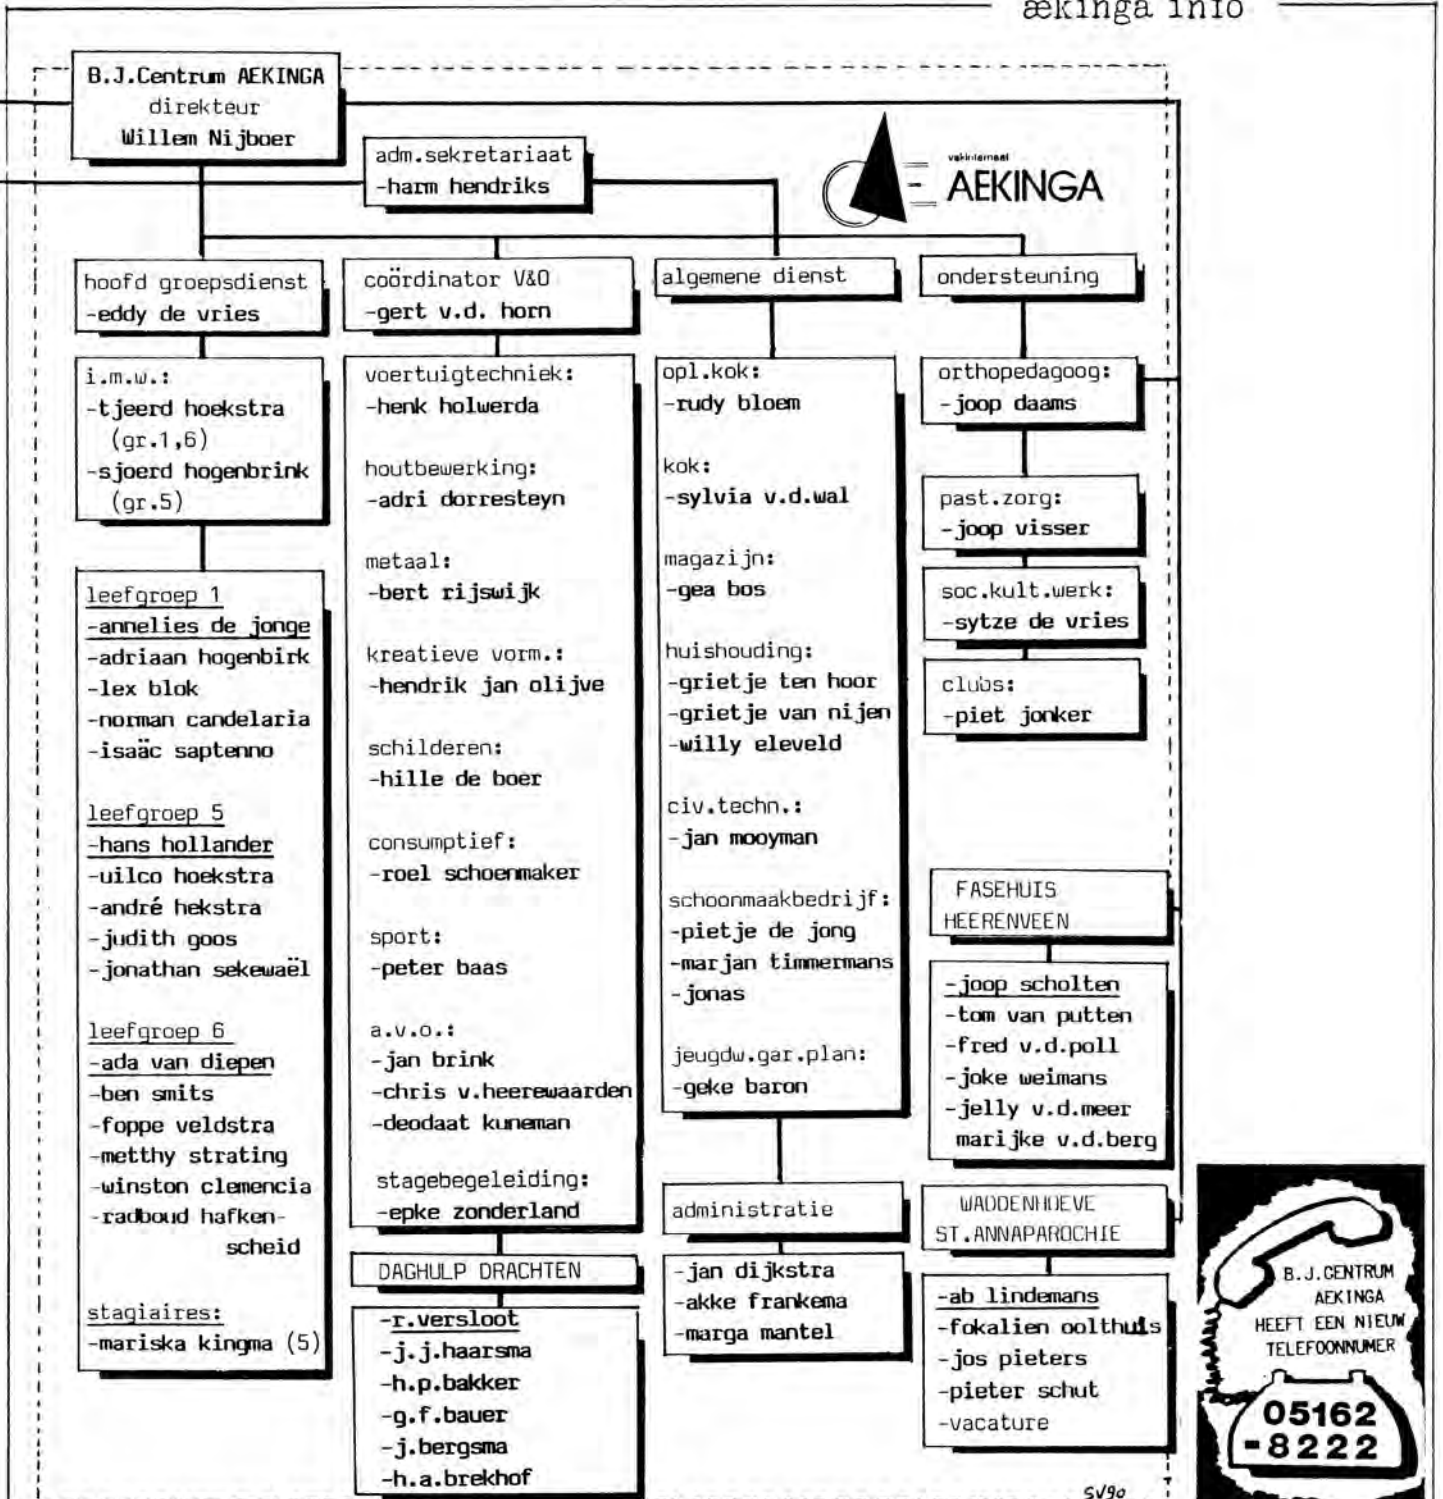 ækinga info
B.J.Centrum AEKINGA
direkteur
Willem Nijboer
adm.sekretariaat
-harm hendriks
vakinternaat
AEKINGA
hoofd groepsdienst
-eddy de vries
i.m.w.:
-tjeerd hoekstra
(gr.1,6)
-sjoerd hogenbrink
(gr.5)
leefgroep 1
-annelies de jonge
-adriaan hogenbirk
-lex blok
-norman candelaria
-isaäc saptenno
leefgroep 5
-hans hollander
-uilco hoekstra
-andré hekstra
-judith goos
-jonathan sekewaël
leefgroep 6
-ada van diepen
-ben smits
-foppe veldstra
-metthy strating
-winston clemencia
-radboud hafken-
scheid
stagiaires:
-mariska kingma (5)
coördinator V&O
-gert v.d. horn
voertuigtechniek:
-henk holwerda
houtbewerking:
-adri dorresteyn
metaal:
-bert rijswijk
kreatieve vorm.:
-hendrik jan olijve
schilderen:
-hille de boer
consumptief:
-roel schoenmaker
sport:
-peter baas
a.v.o.:
-jan brink
-chris v.heerewaarden
-deodaat kuneman
stagebegeleiding:
-epke zonderland
DAGHULP DRACHTEN
-r.versloot
-j.j.haarsma
-h.p.bakker
-g.f.bauer
-j.bergsma
-h.a.brekhof
algemene dienst
opl.kok:
-rudy bloem
kok:
-sylvia v.d.wal
magazijn:
-gea bos
huishouding:
-grietje ten hoor
-grietje van nijen
-willy eleveld
civ.techn.:
-jan mooyman
schoonmaakbedrijf:
-pietje de jong
-marjan timmermans
-jonas
jeugdw.gar.plan:
-geke baron
administratie
-jan dijkstra
-akke frankema
-marga mantel
ondersteuning
orthopedagoog:
-joop daams
past.zorg:
-joop visser
soc.kult.werk:
-sytze de vries
clubs:
-piet jonker
FASEHUIS
HEERENVEEN
-joop scholten
-tom van putten
-fred v.d.poll
-joke weimans
-jelly v.d.meer
marijke v.d.berg
WADDENHOEVE
ST.ANNAPAROCHIE
-ab lindemans
-fokalien oolthuis
-jos pieters
-pieter schut
-vacature
B.J.CENTRUM
AEKINGA
HEEFT EEN NIEUW
TELEFOONNUMER
05162
-8222
SV90